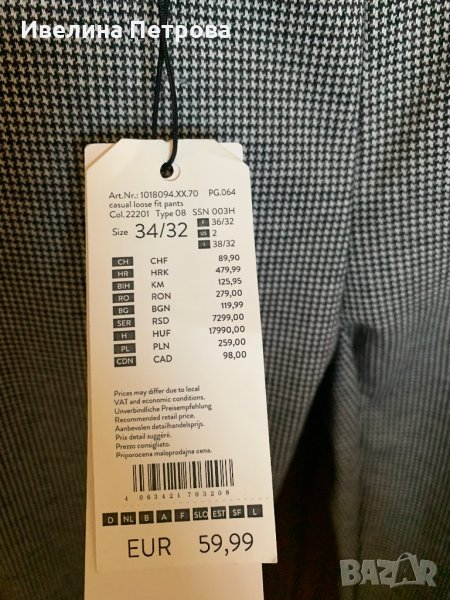 Ивелина Петрова
Art.Nr.: 1018094.XX.70 PG.064
casual loose fit pants
Col.22201 Type 08 SSN 003H
Size 34/32
F 36/32
US 2
I 38/32
CH CHF 89,90
HR HRK 479,99
BIH KM 125,95
RO RON 279,00
BG BGN 119,99
SER RSD 7299,00
H HUF 17990,00
PL PLN 259,00
CDN CAD 98,00
Prices may differ due to local
VAT and economic conditions.
Unverbindliche Preisempfehlung
Recommended retail price.
Aanbevolen detailhandelsprijs.
Prix detail suggere.
Prezzo consigliato.
Priporocena maloprodajna cena.
4 063421 703208
D NL B A F SLO EST SF L
EUR 59,99
BAZAR